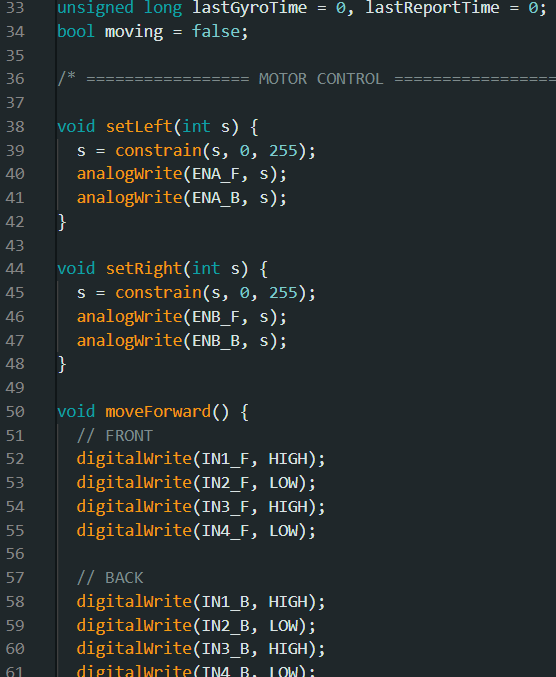 33 unsigned long lastGyroTime = 0, lastReportTime = 0;
34 bool moving = false;
35
36 /* ================= MOTOR CONTROL =================
37
38 void setLeft(int s) {
39 s = constrain(s, 0, 255);
40 analogWrite(ENA_F, s);
41 analogWrite(ENA_B, s);
42 }
43
44 void setRight(int s) {
45 s = constrain(s, 0, 255);
46 analogWrite(ENB_F, s);
47 analogWrite(ENB_B, s);
48 }
49
50 void moveForward() {
51 // FRONT
52 digitalWrite(IN1_F, HIGH);
53 digitalWrite(IN2_F, LOW);
54 digitalWrite(IN3_F, HIGH);
55 digitalWrite(IN4_F, LOW);
56
57 // BACK
58 digitalWrite(IN1_B, HIGH);
59 digitalWrite(IN2_B, LOW);
60 digitalWrite(IN3_B, HIGH);
61 digitalWrite(IN4_B, LOW);